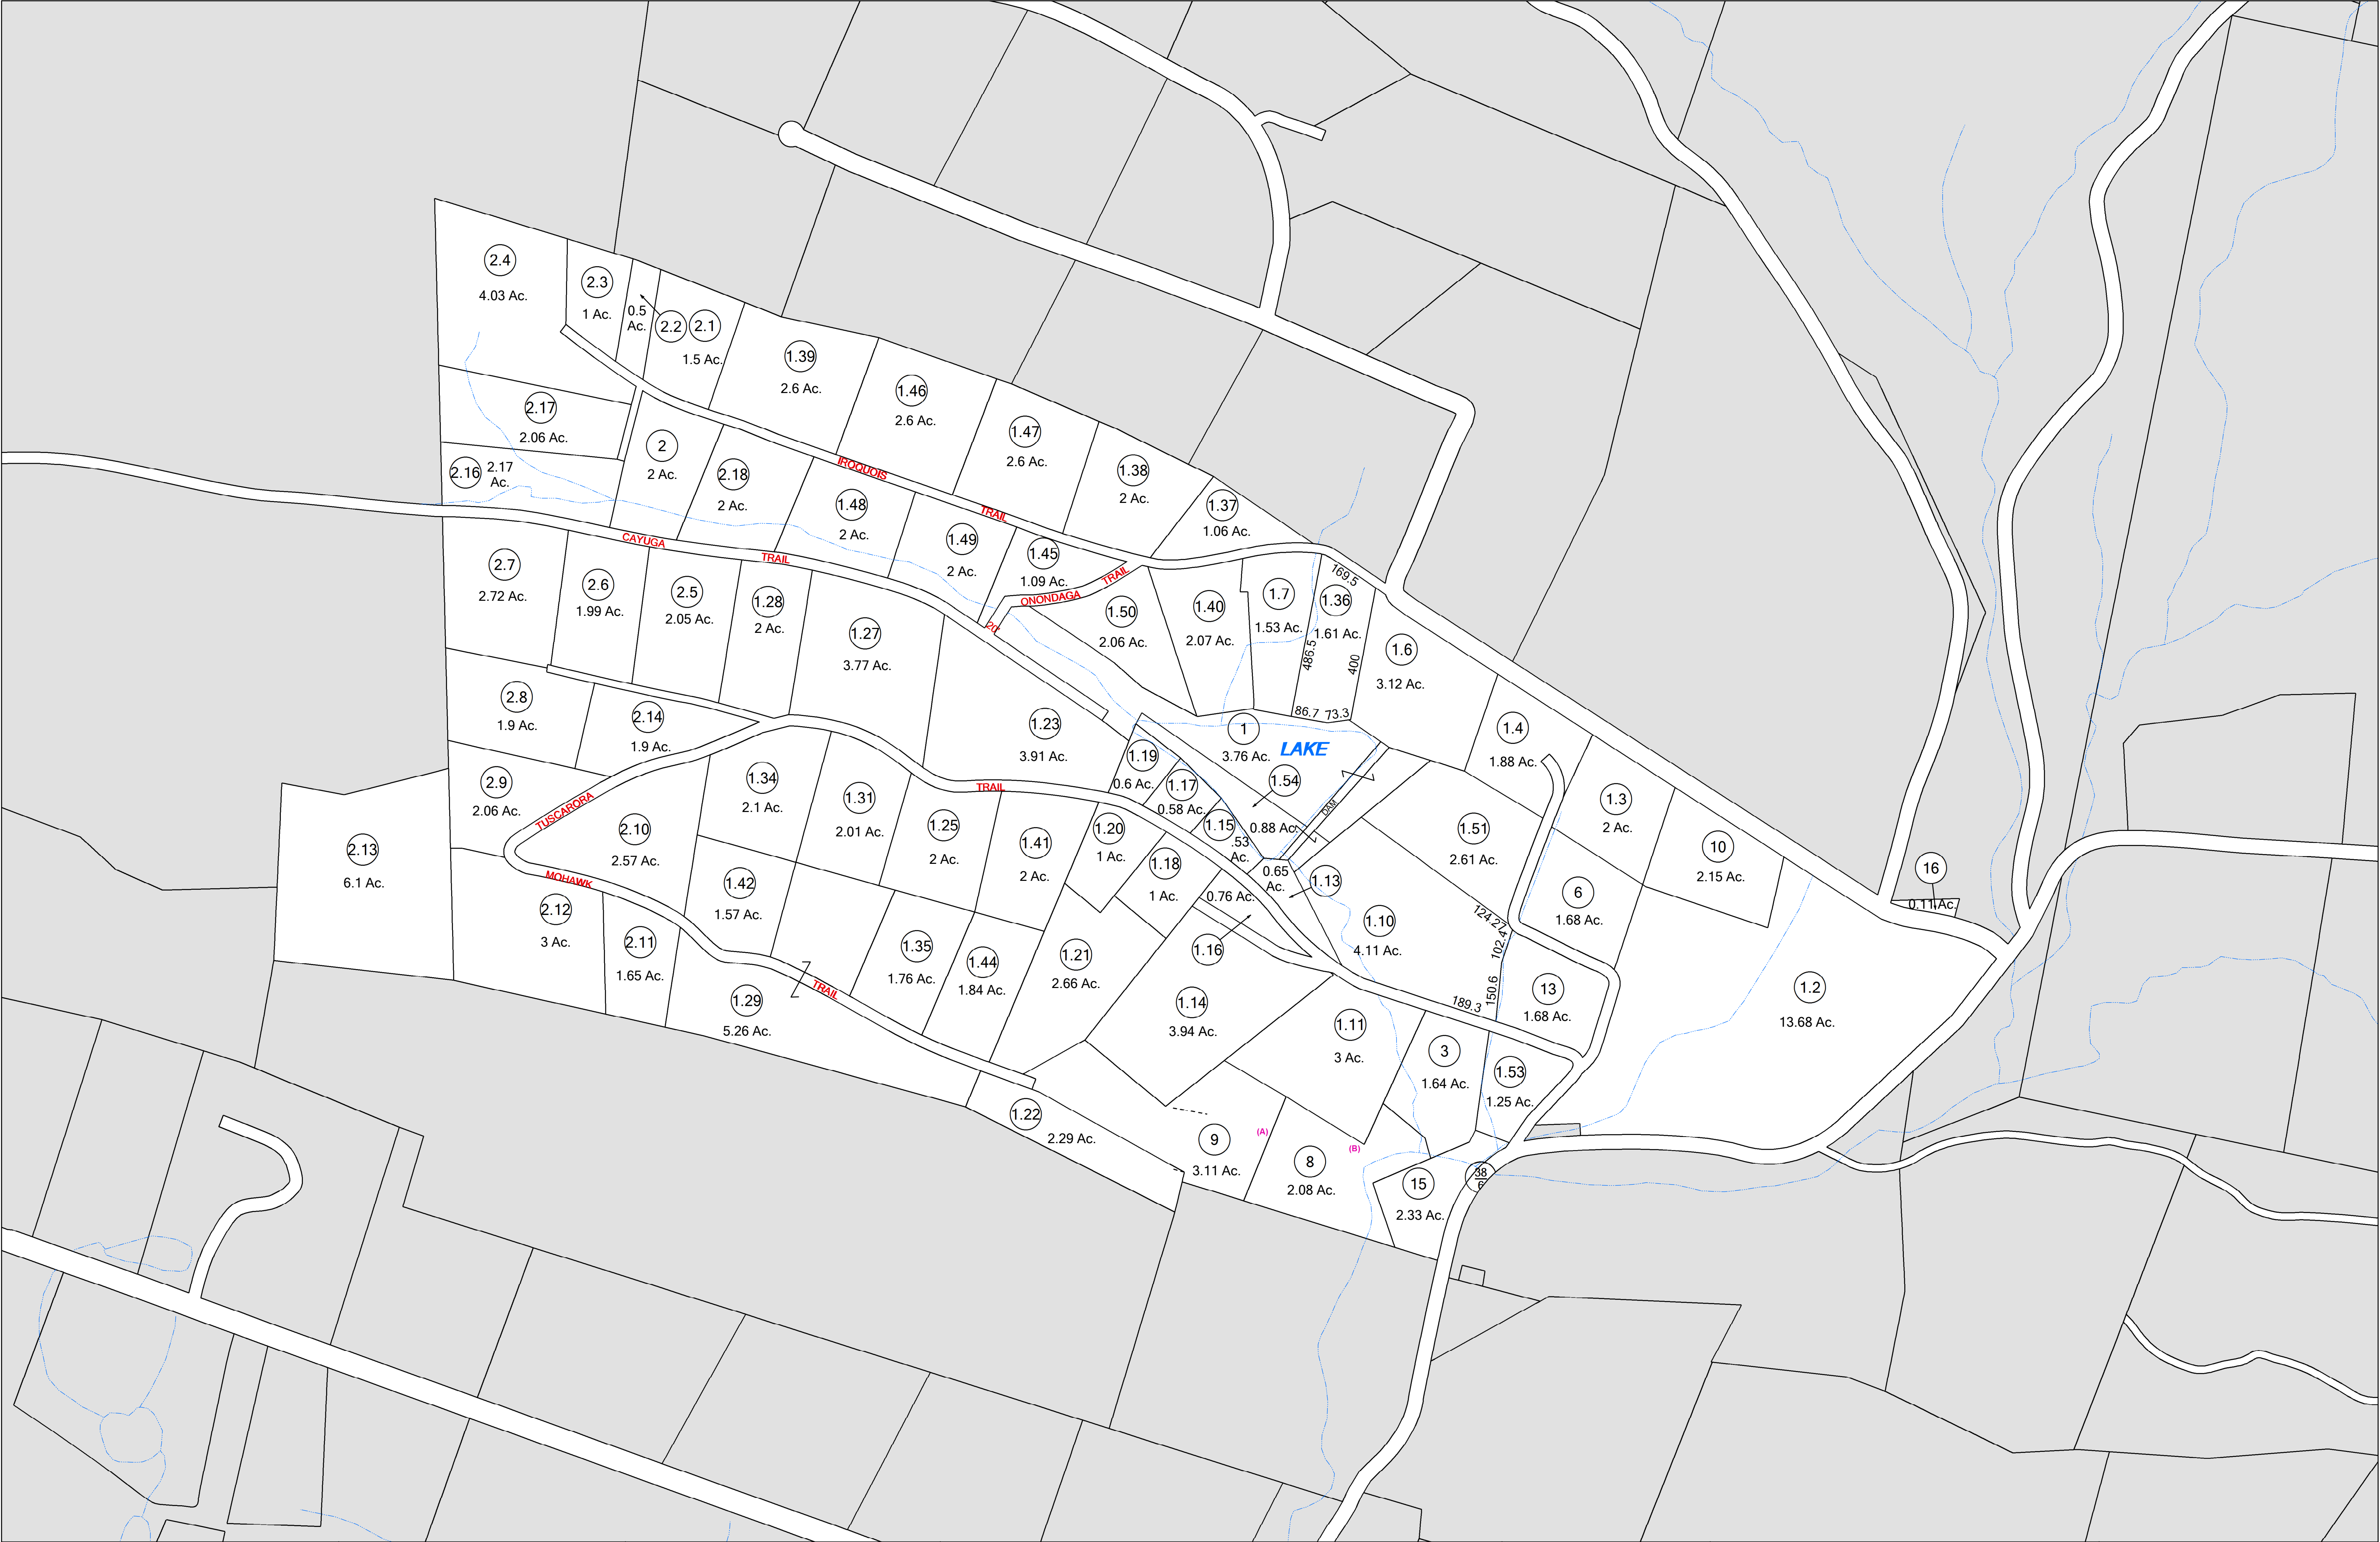 2.4
4.03 Ac.
2.3
1 Ac.
0.5
Ac.
2.2
2.1
1.5 Ac.
1.39
2.6 Ac.
1.46
2.6 Ac.
1.47
2.6 Ac.
1.38
2 Ac.
1.37
1.06 Ac.
2.17
2.06 Ac.
2.16
2.17
Ac.
2
2 Ac.
2.18
2 Ac.
IROQUOIS
TRAIL
1.48
2 Ac.
1.49
2 Ac.
1.45
1.09 Ac.
CAYUGA
TRAIL
ONONDAGA
TRAIL
20'
2.7
2.72 Ac.
2.6
1.99 Ac.
2.5
2.05 Ac.
1.28
2 Ac.
1.27
3.77 Ac.
1.50
2.06 Ac.
1.40
2.07 Ac.
1.7
1.53 Ac.
169.5
1.36
1.61 Ac.
486.5
400
86.7
73.3
1.6
3.12 Ac.
2.8
1.9 Ac.
2.14
1.9 Ac.
1.23
3.91 Ac.
1
3.76 Ac.
LAKE
1.4
1.88 Ac.
2.9
2.06 Ac.
TUSCARORA
TRAIL
1.34
2.1 Ac.
1.31
2.01 Ac.
1.25
2 Ac.
1.19
0.6 Ac.
1.17
0.58 Ac.
1.54
0.88 Ac.
DAM
1.15
.53
Ac.
1.51
2.61 Ac.
1.3
2 Ac.
10
2.15 Ac.
2.13
6.1 Ac.
2.10
2.57 Ac.
1.41
2 Ac.
1.20
1 Ac.
1.18
1 Ac.
0.65
Ac.
1.13
0.76 Ac.
1.16
MOHAWK
TRAIL
2.12
3 Ac.
2.11
1.65 Ac.
1.42
1.57 Ac.
1.35
1.76 Ac.
1.44
1.84 Ac.
1.21
2.66 Ac.
1.10
4.11 Ac.
124.27
102.4
150.6
189.3
6
1.68 Ac.
16
0.11 Ac.
1.29
5.26 Ac.
1.14
3.94 Ac.
1.11
3 Ac.
13
1.68 Ac.
1.2
13.68 Ac.
3
1.64 Ac.
1.53
1.25 Ac.
1.22
2.29 Ac.
9
3.11 Ac.
(A)
8
2.08 Ac.
(B)
15
2.33 Ac.
38
6